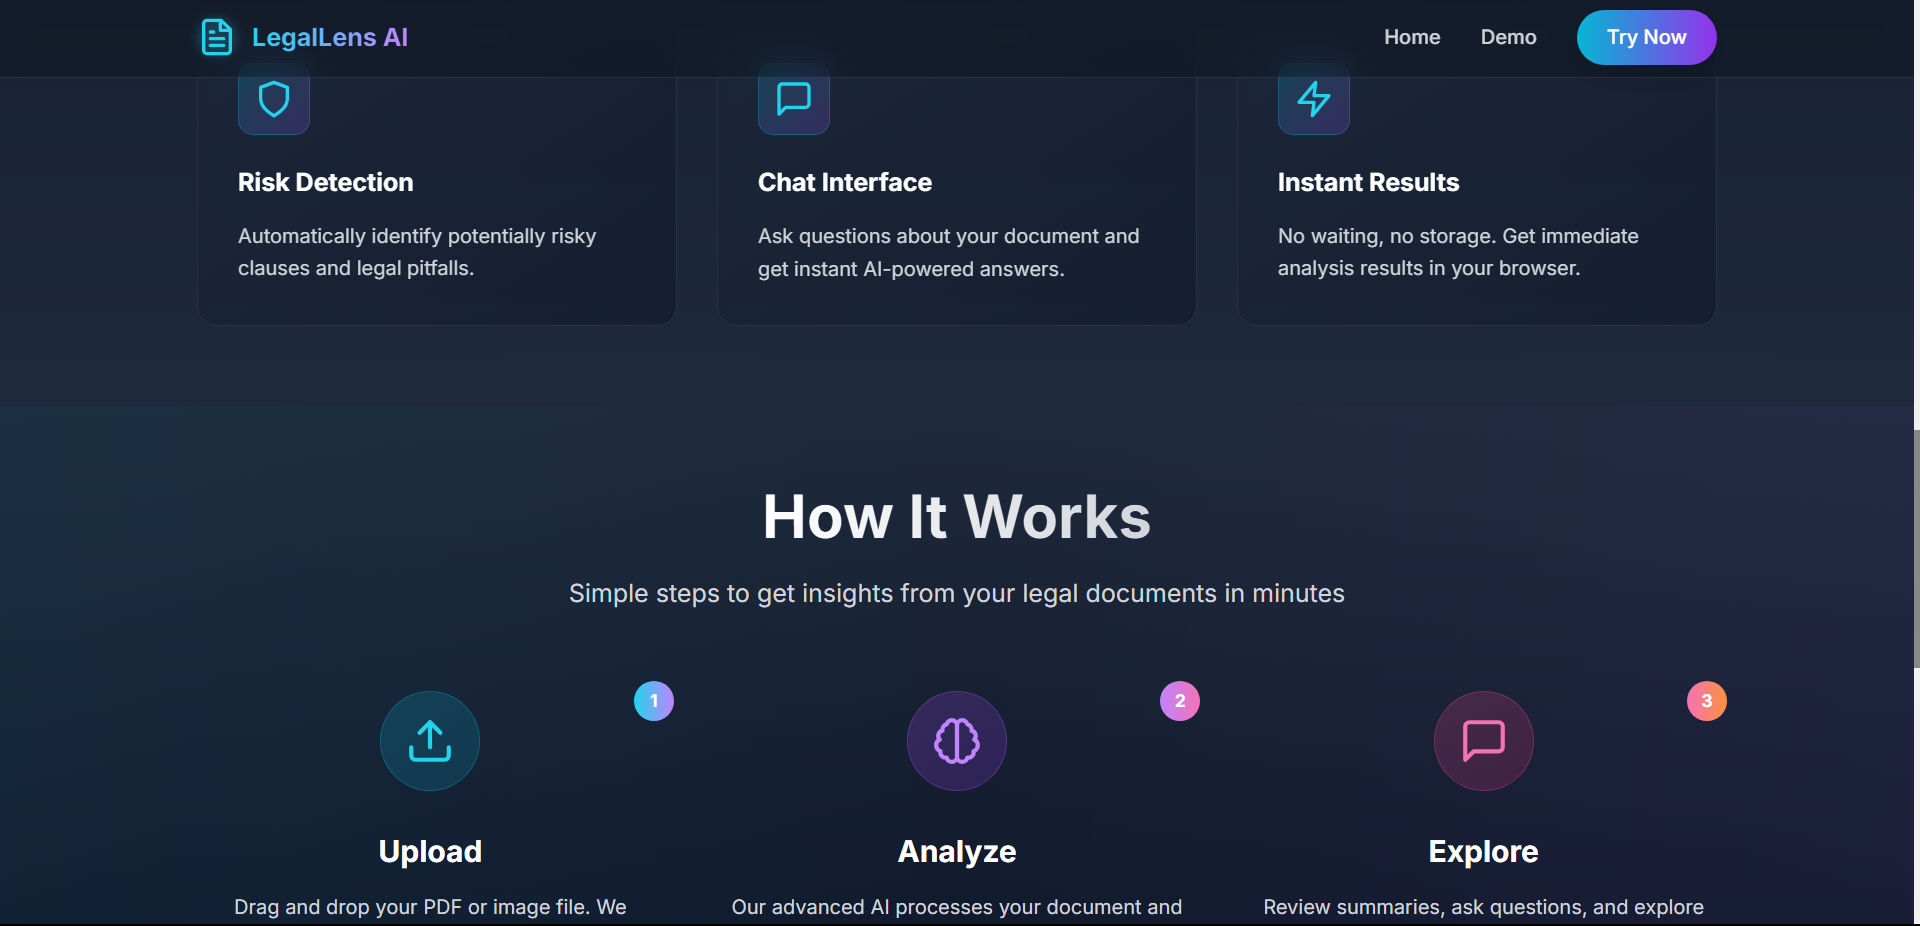 LegalLens AI
Home
Demo
Try Now
Risk Detection
Automatically identify potentially risky
clauses and legal pitfalls.
Chat Interface
Ask questions about your document and
get instant AI-powered answers.
Instant Results
No waiting, no storage. Get immediate
analysis results in your browser.
How It Works
Simple steps to get insights from your legal documents in minutes
1
Upload
Drag and drop your PDF or image file. We
2
Analyze
Our advanced AI processes your document and
3
Explore
Review summaries, ask questions, and explore